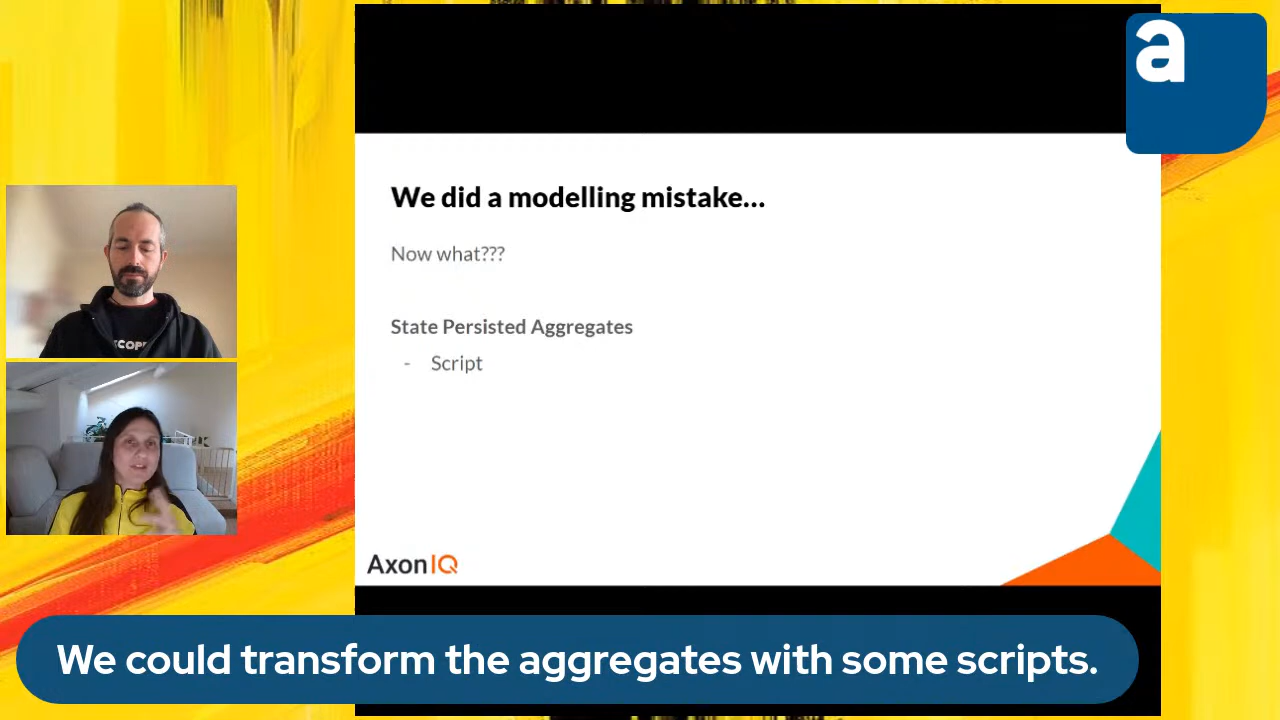 a
We did a modelling mistake...
Now what???
State Persisted Aggregates
- Script
AxonIQ
We could transform the aggregates with some scripts.